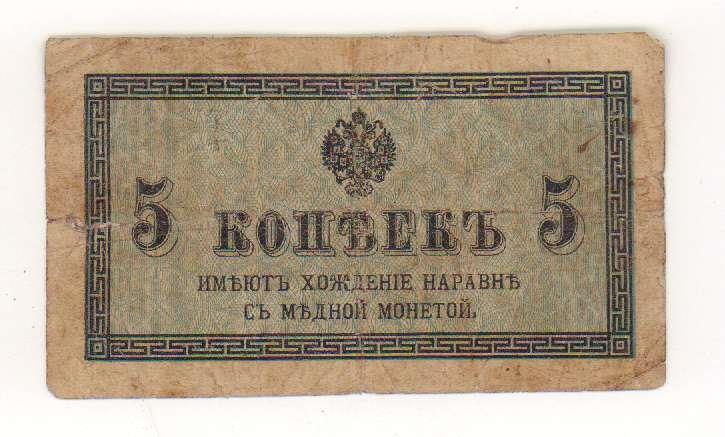 5 КОПѢЕКЪ 5
ИМѢЮТЪ ХОЖДЕНІЕ НАРАВНѢ
СЪ МѢДНОЙ МОНЕТОЙ.